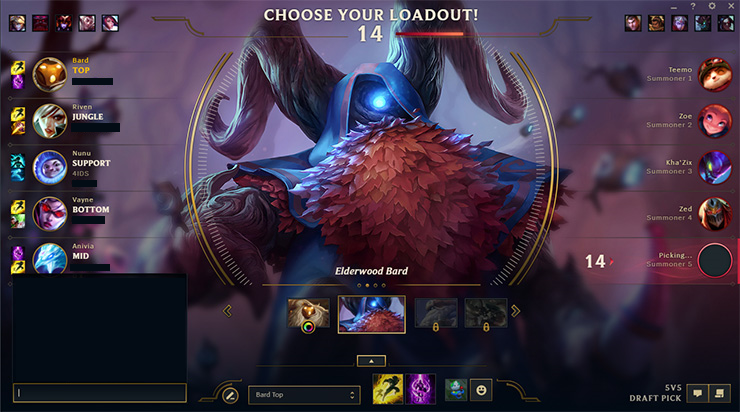 CHOOSE YOUR LOADOUT!
14
Bard
TOP
Riven
JUNGLE
Nunu
SUPPORT
4IDS
Vayne
BOTTOM
Anivia
MID
Teemo
Summoner 1
Zoe
Summoner 2
Kha'Zix
Summoner 3
Zed
Summoner 4
14
Picking...
Summoner 5
Elderwood Bard
Bard Top
5V5
DRAFT PICK